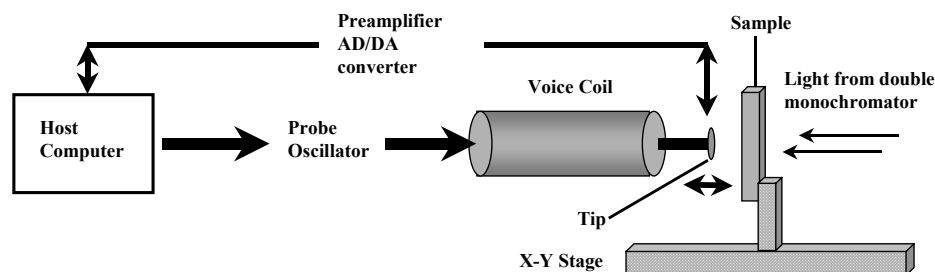 Preamplifier
AD/DA
converter
Sample
Voice Coil
Light from double
monochromator
Host
Computer
Probe
Oscillator
Tip
X-Y Stage